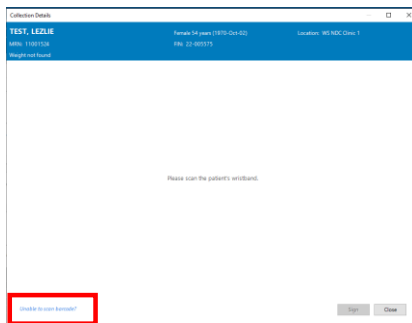 Collection Details
TEST, LEZLIE
Female 54 years (1970-Oct-02)
Location: WS NDC Clinic 1
MRN: 11001524
FIN: 22-005575
Weight not found
Please scan the patient's wristband.
Unable to scan barcode?
Sign
Close